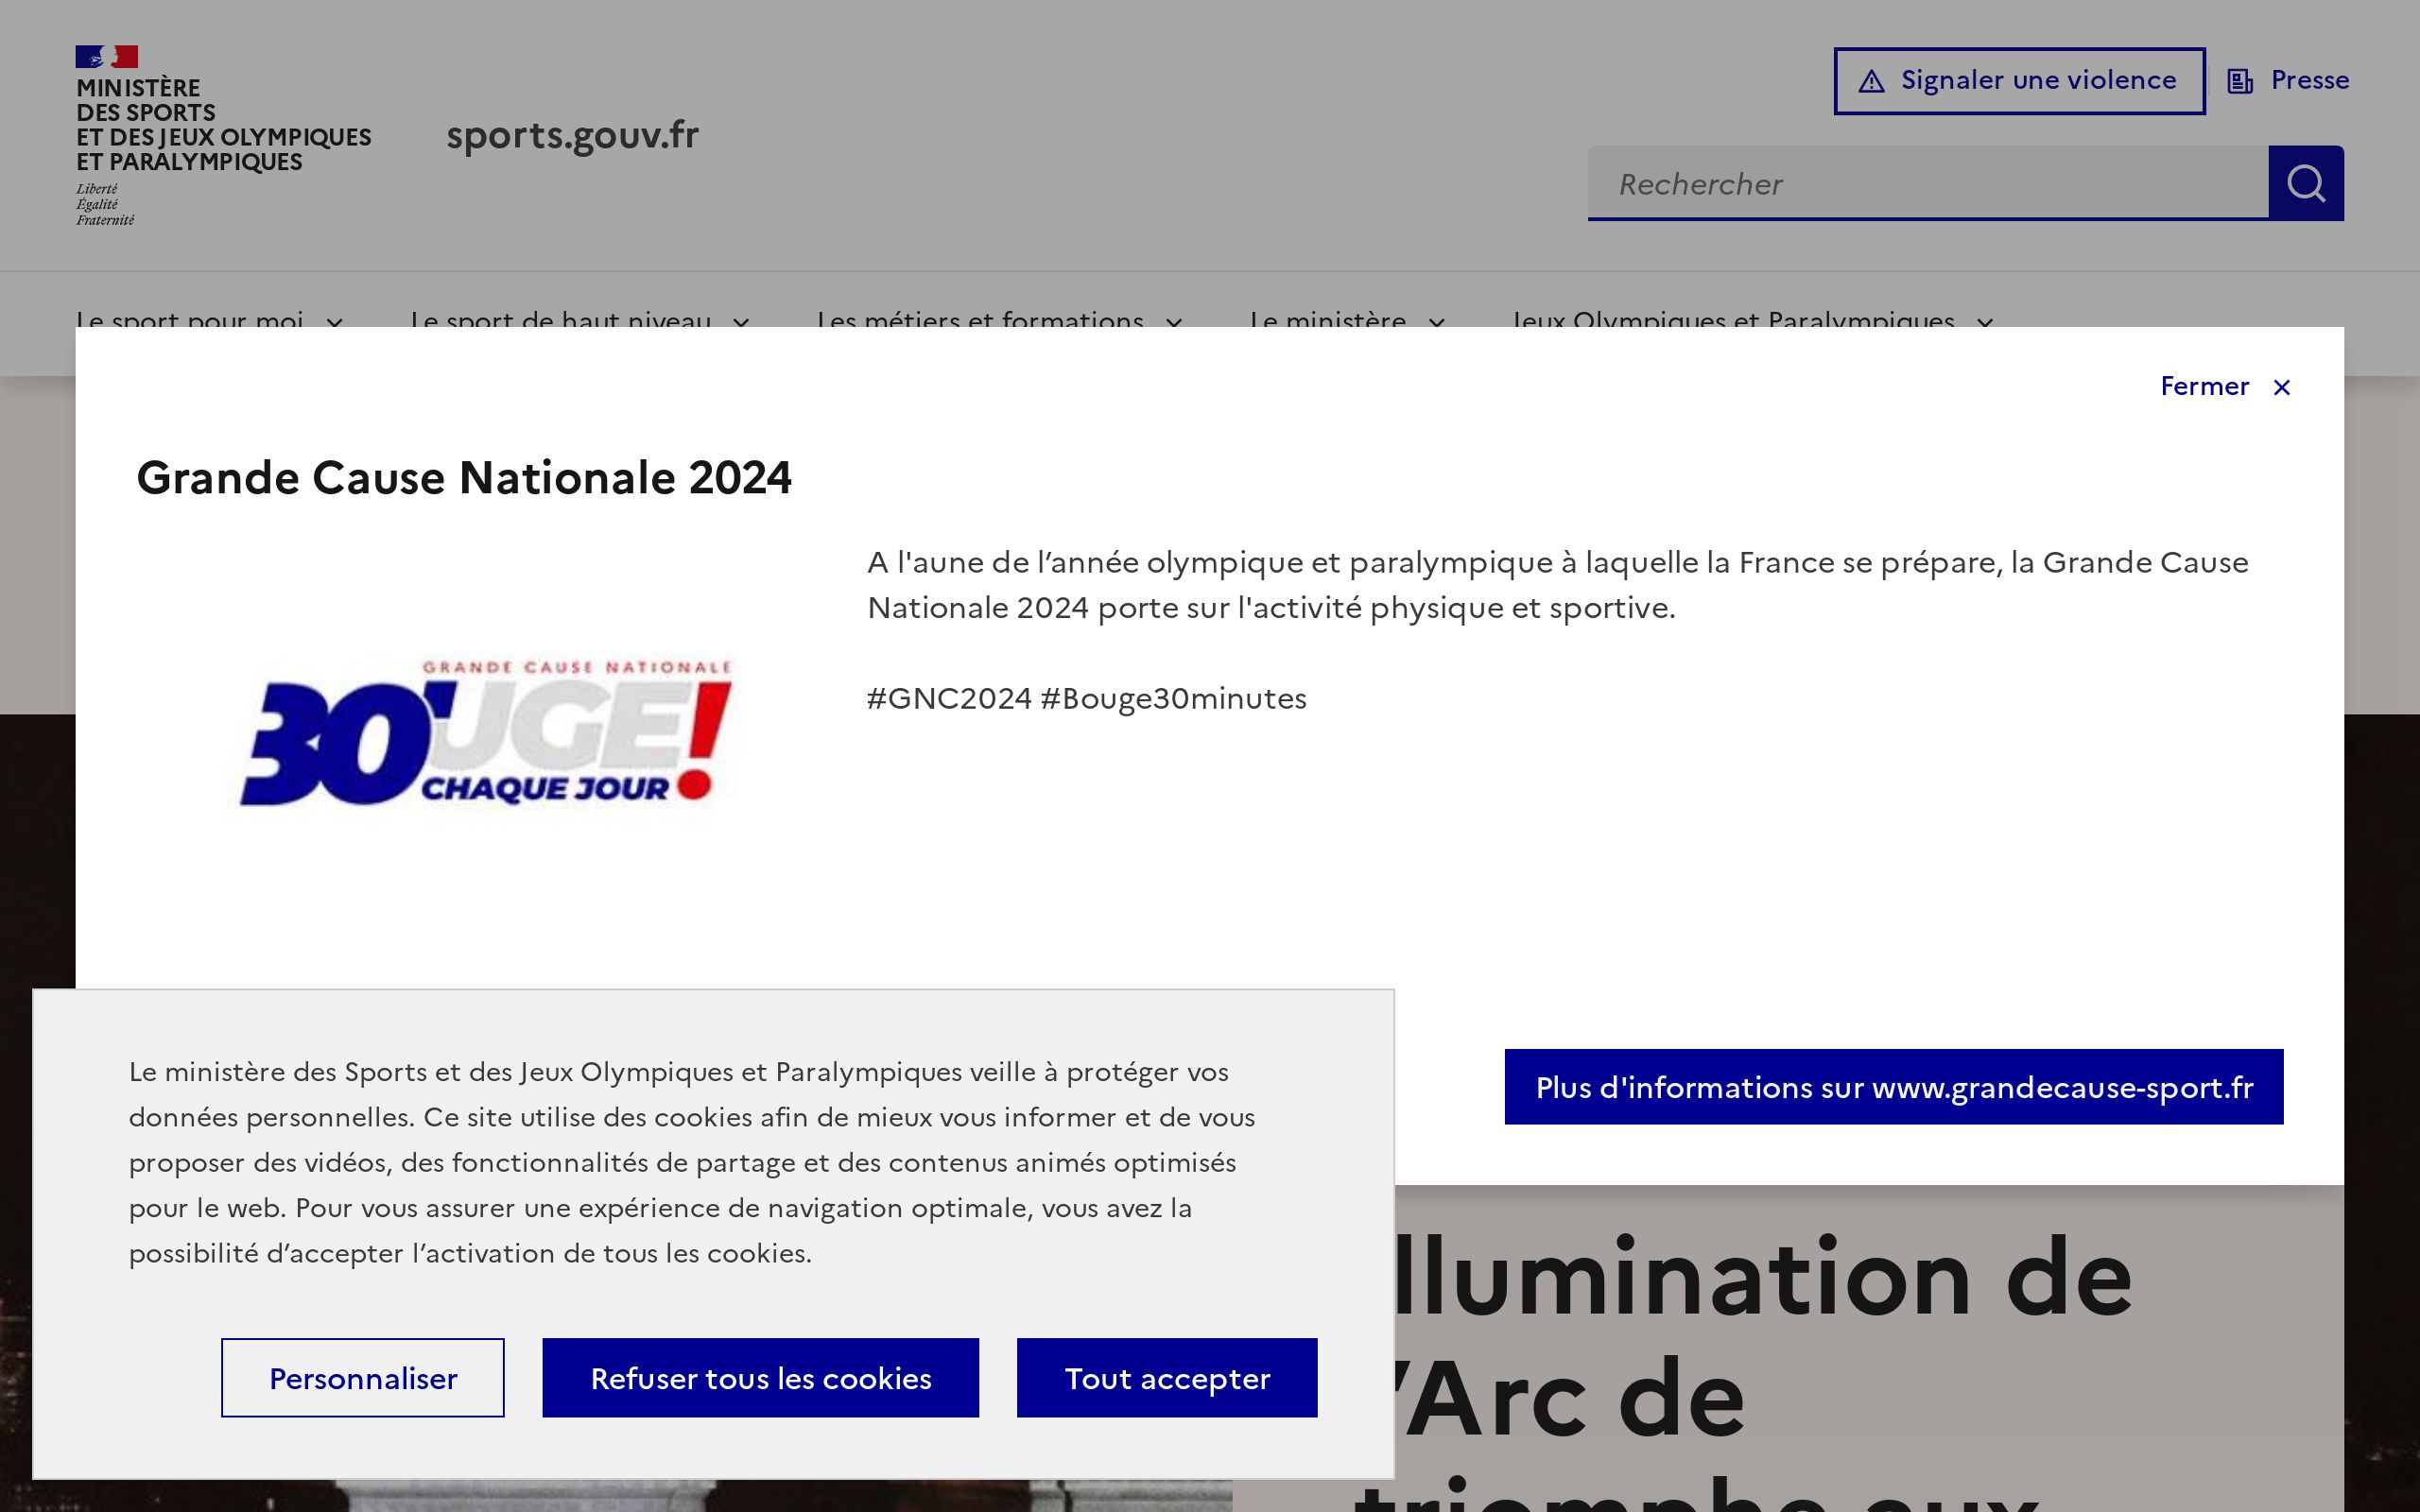 MINISTÈRE
DES SPORTS
ET DES JEUX OLYMPIQUES
ET PARALYMPIQUES
Liberté
Égalité
Fraternité
sports.gouv.fr
Signaler une violence
Presse
Rechercher
Le sport pour moi
Le sport de haut niveau
Les métiers et formations
Le ministère
Jeux Olympiques et Paralympiques
Fermer
Grande Cause Nationale 2024
GRANDE CAUSE NATIONALE
30'UGE!
CHAQUE JOUR
A l'aune de l’année olympique et paralympique à laquelle la France se prépare, la Grande Cause
Nationale 2024 porte sur l'activité physique et sportive.
#GNC2024 #Bouge30minutes
Plus d'informations sur www.grandecause-sport.fr
Le ministère des Sports et des Jeux Olympiques et Paralympiques veille à protéger vos
données personnelles. Ce site utilise des cookies afin de mieux vous informer et de vous
proposer des vidéos, des fonctionnalités de partage et des contenus animés optimisés
pour le web. Pour vous assurer une expérience de navigation optimale, vous avez la
possibilité d’accepter l’activation de tous les cookies.
Personnaliser
Refuser tous les cookies
Tout accepter
llumination de
’Arc de
triomphe aux